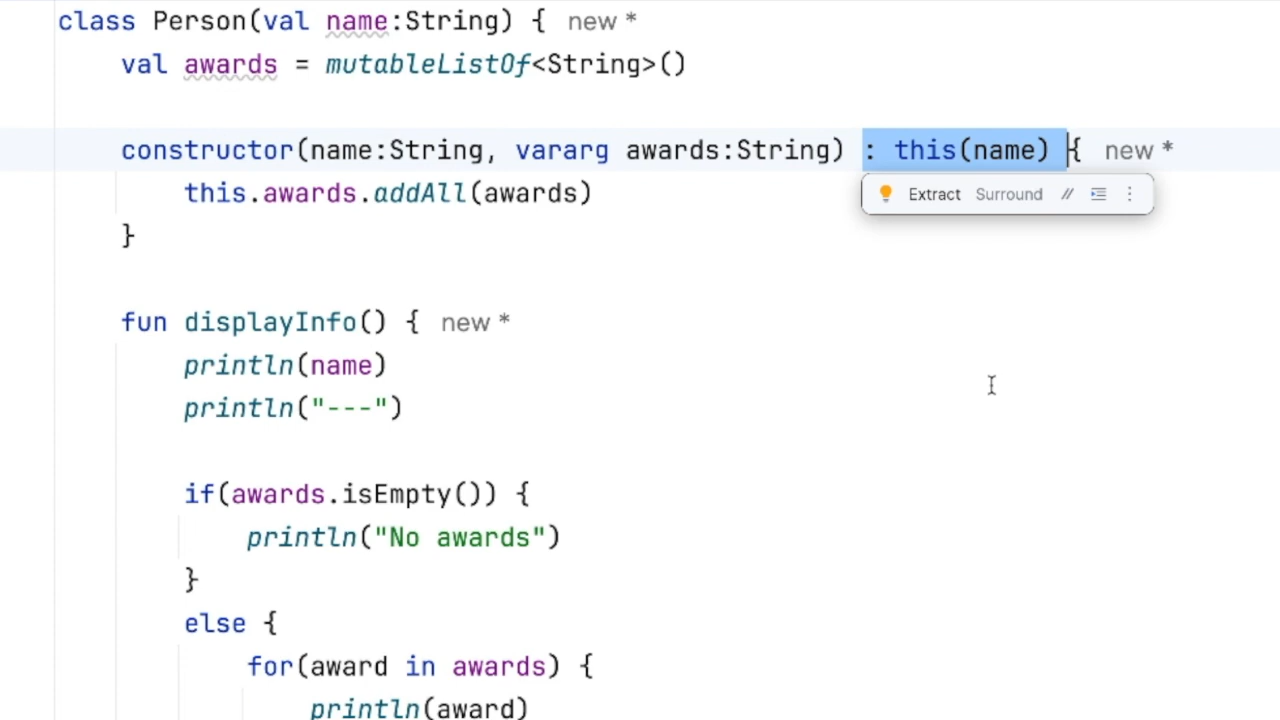 class Person(val name:String) { new *
val awards = mutableListOf<String>()
constructor(name:String, vararg awards:String) : this(name) { new *
this.awards.addAll(awards)
Extract Surround //
}
fun displayInfo() { new *
println(name)
println("---")
if(awards.isEmpty()) {
println("No awards")
}
else {
for(award in awards) {
println(award)